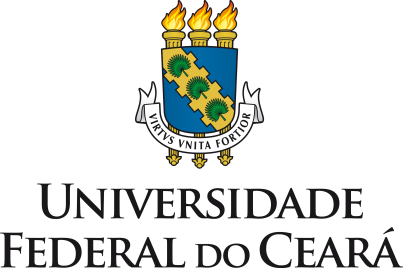 VIRTVS VNITA FORTIOR
UNIVERSIDADE
FEDERAL DO CEARÁ